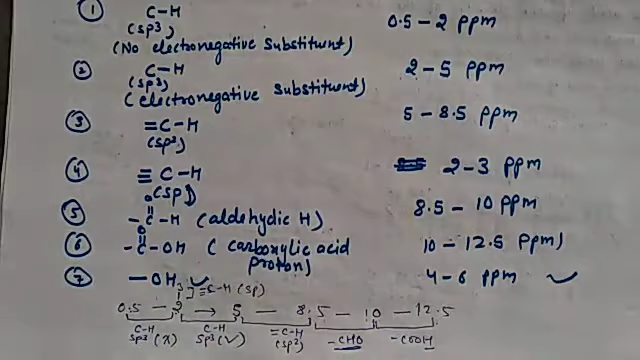 ① C-H 0.5 - 2 ppm
(sp³)
(No electronegative Substituent)
② C-H 2 - 5 ppm
(sp³)
(electronegative Substituent)
③ =C-H 5 - 8.5 ppm
(sp²)
④ ≡C-H 2-3 ppm
(sp)
⑤ -C-H (aldehydic H) 8.5 - 10 ppm
O
⑥ -C-OH (carboxylic acid proton) 10 - 12.5 ppm)
O
⑦ -OH ✓ 4-6 ppm ✓
3 ] ≡C-H (sp)
0.5 - 2 → 5 - 8.5 - 10 - 12.5
C-H C-H =C-H -CHO -COOH
sp³(x) sp³(✓) (sp²)